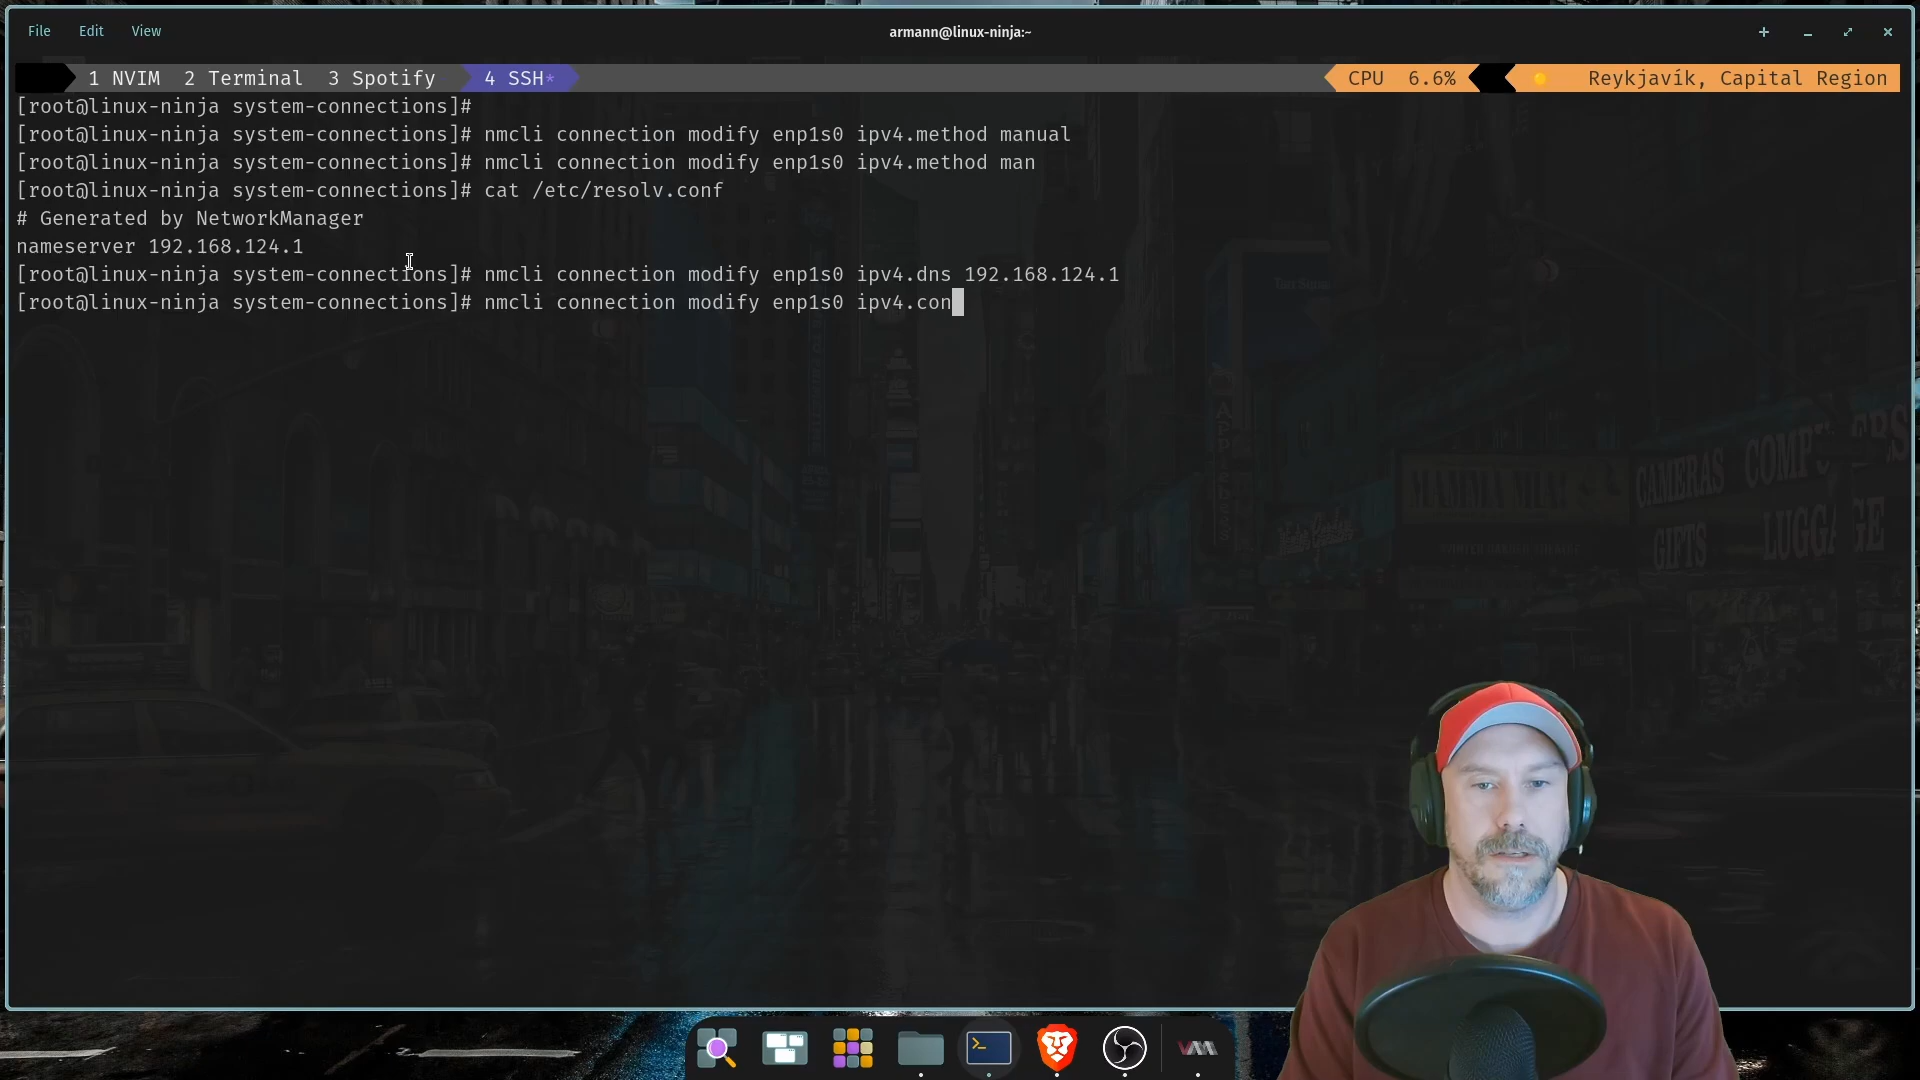 File Edit View
armann@linux-ninja:~
1 NVIM 2 Terminal 3 Spotify 4 SSH*
CPU 6.6% Reykjavík, Capital Region
[root@linux-ninja system-connections]#
[root@linux-ninja system-connections]# nmcli connection modify enp1s0 ipv4.method manual
[root@linux-ninja system-connections]# nmcli connection modify enp1s0 ipv4.method man
[root@linux-ninja system-connections]# cat /etc/resolv.conf
# Generated by NetworkManager
nameserver 192.168.124.1
[root@linux-ninja system-connections]# nmcli connection modify enp1s0 ipv4.dns 192.168.124.1
[root@linux-ninja system-connections]# nmcli connection modify enp1s0 ipv4.con
CAMERAS
GIFTS